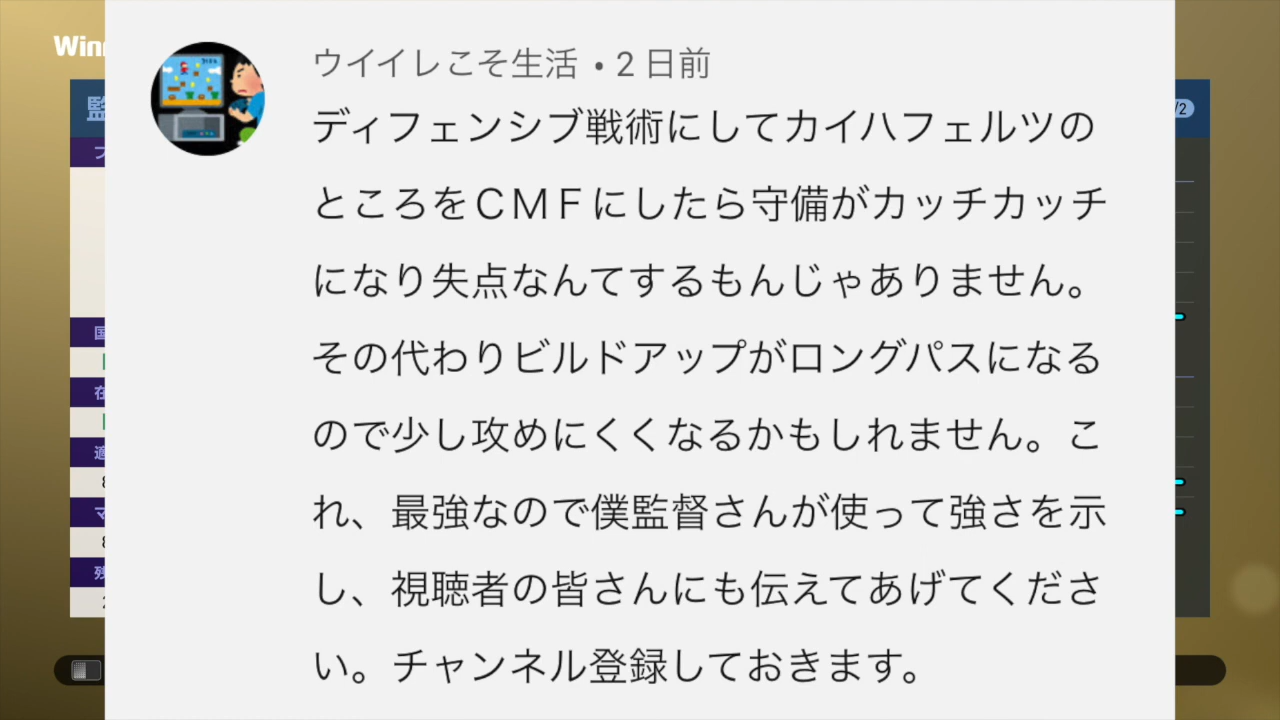 ウイイレこそ生活・2 日前
ディフェンシブ戦術にしてカイハフェルツの
ところをＣＭＦにしたら守備がカッチカッチ
になり失点なんてするもんじゃありません。
その代わりビルドアップがロングパスになる
ので少し攻めにくくなるかもしれません。こ
れ、最強なので僕監督さんが使って強さを示
し、視聴者の皆さんにも伝えてあげてくださ
い。チャンネル登録しておきます。
監
/2